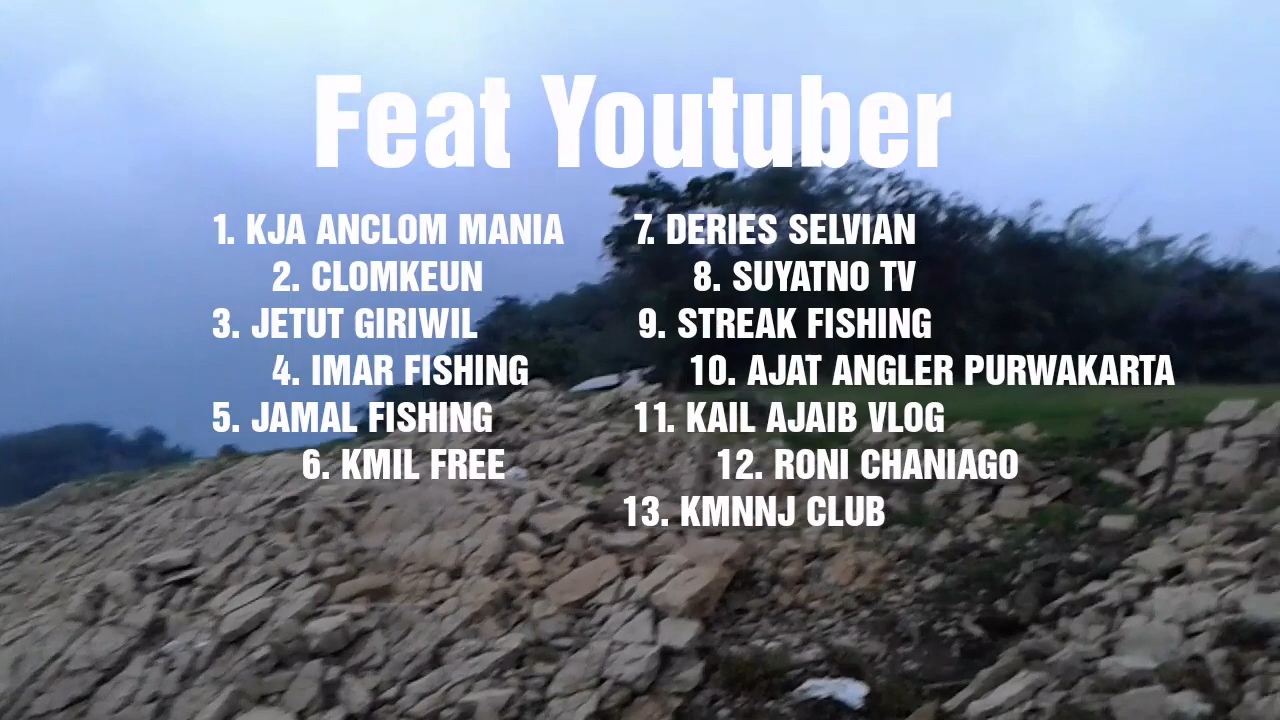 Feat Youtuber
1. KJA ANCLOM MANIA
2. CLOMKEUN
3. JETUT GIRIWIL
4. IMAR FISHING
5. JAMAL FISHING
6. KMIL FREE
7. DERIES SELVIAN
8. SUYATNO TV
9. STREAK FISHING
10. AJAT ANGLER PURWAKARTA
11. KAIL AJAIB VLOG
12. RONI CHANIAGO
13. KMNNJ CLUB